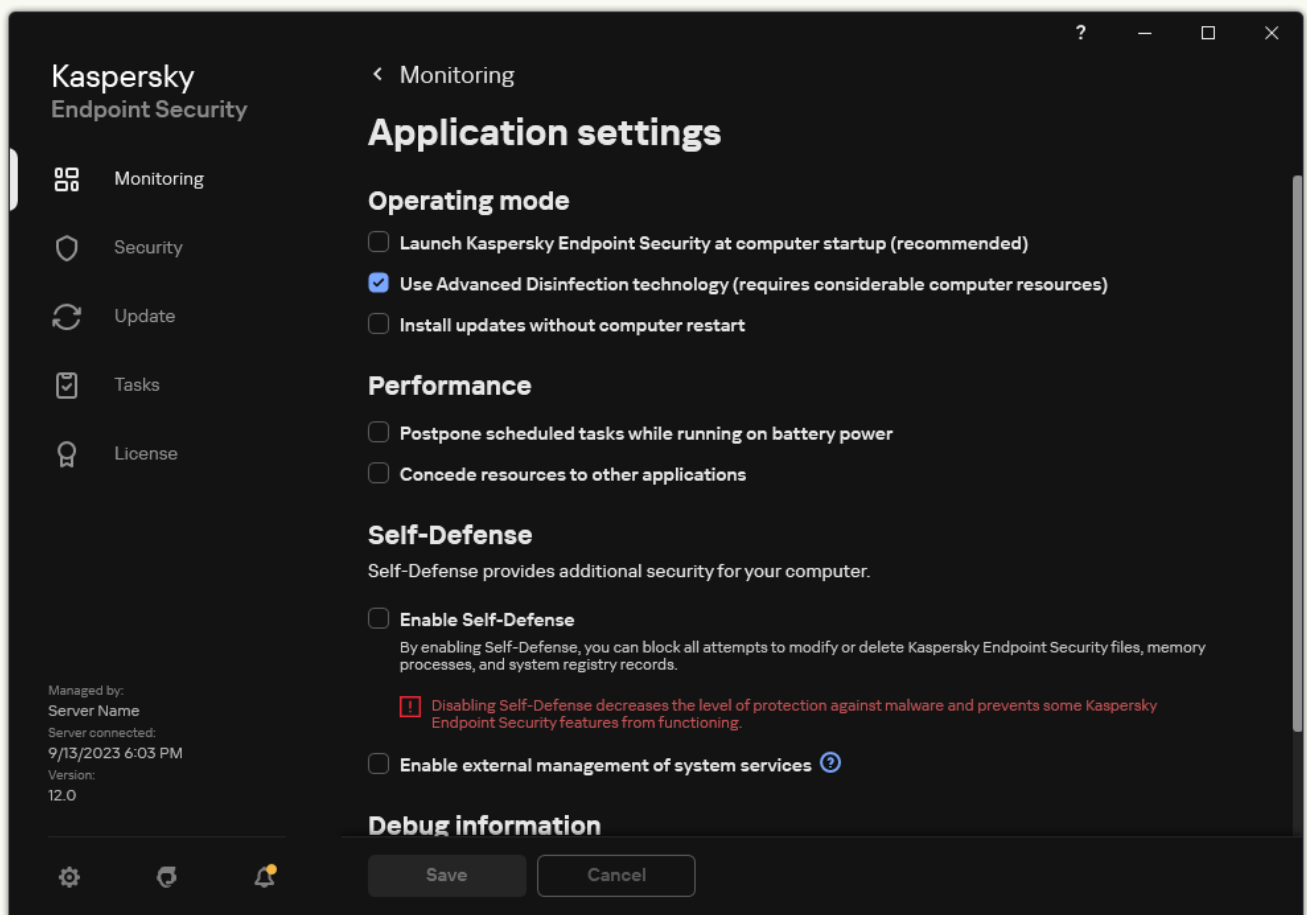 ?
Kaspersky
Endpoint Security
Monitoring
Security
Update
Tasks
License
Managed by:
Server Name
Server connected:
9/13/2023 6:03 PM
Version:
12.0
Monitoring
Application settings
Operating mode
Launch Kaspersky Endpoint Security at computer startup (recommended)
Use Advanced Disinfection technology (requires considerable computer resources)
Install updates without computer restart
Performance
Postpone scheduled tasks while running on battery power
Concede resources to other applications
Self-Defense
Self-Defense provides additional security for your computer.
Enable Self-Defense
By enabling Self-Defense, you can block all attempts to modify or delete Kaspersky Endpoint Security files, memory
processes, and system registry records.
! Disabling Self-Defense decreases the level of protection against malware and prevents some Kaspersky
Endpoint Security features from functioning.
Enable external management of system services ?
Debug information
Save
Cancel